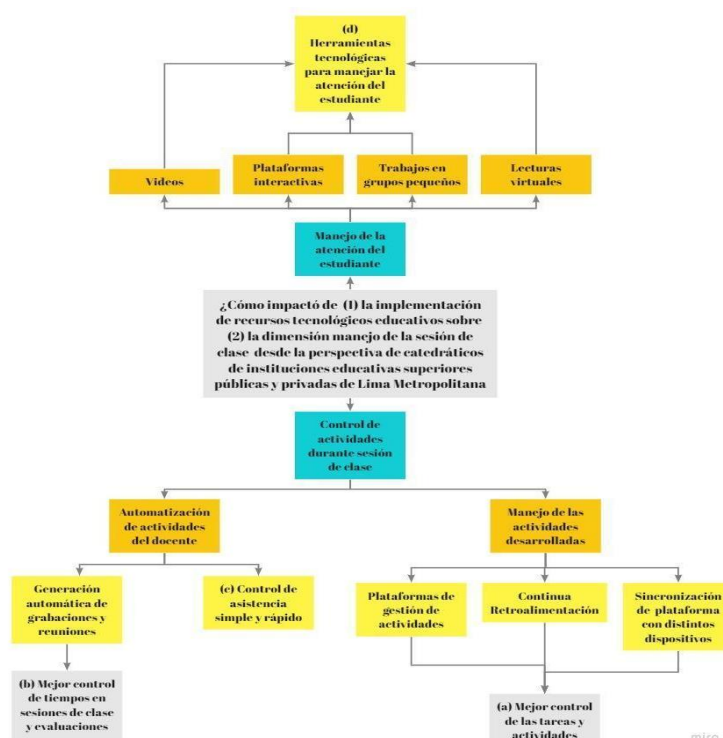 (d)
Herramientas
tecnológicas
para manejar la
atención del
estudiante
Videos
Plataformas
interactivas
Trabajos en
grupos pequeños
Lecturas
virtuales
Manejo de la
atención del
estudiante
¿Cómo impactó de (1) la implementación
de recursos tecnológicos educativos sobre
(2) la dimensión manejo de la sesión de
clase desde la perspectiva de catedráticos
de instituciones educativas superiores
públicas y privadas de Lima Metropolitana
Control de
actividades
durante sesión
de clase
Automatización
de actividades
del docente
Manejo de las
actividades
desarrolladas
Generación
automática de
grabaciones y
reuniones
(c) Control de
asistencia
simple y rápido
Plataformas de
gestión de
actividades
Continua
Retroalimentación
Sincronización
de plataforma
con distintos
dispositivos
(b) Mejor control
de tiempos en
sesiones de clase
y evaluaciones
(a) Mejor control
de las tareas y
actividades
miro